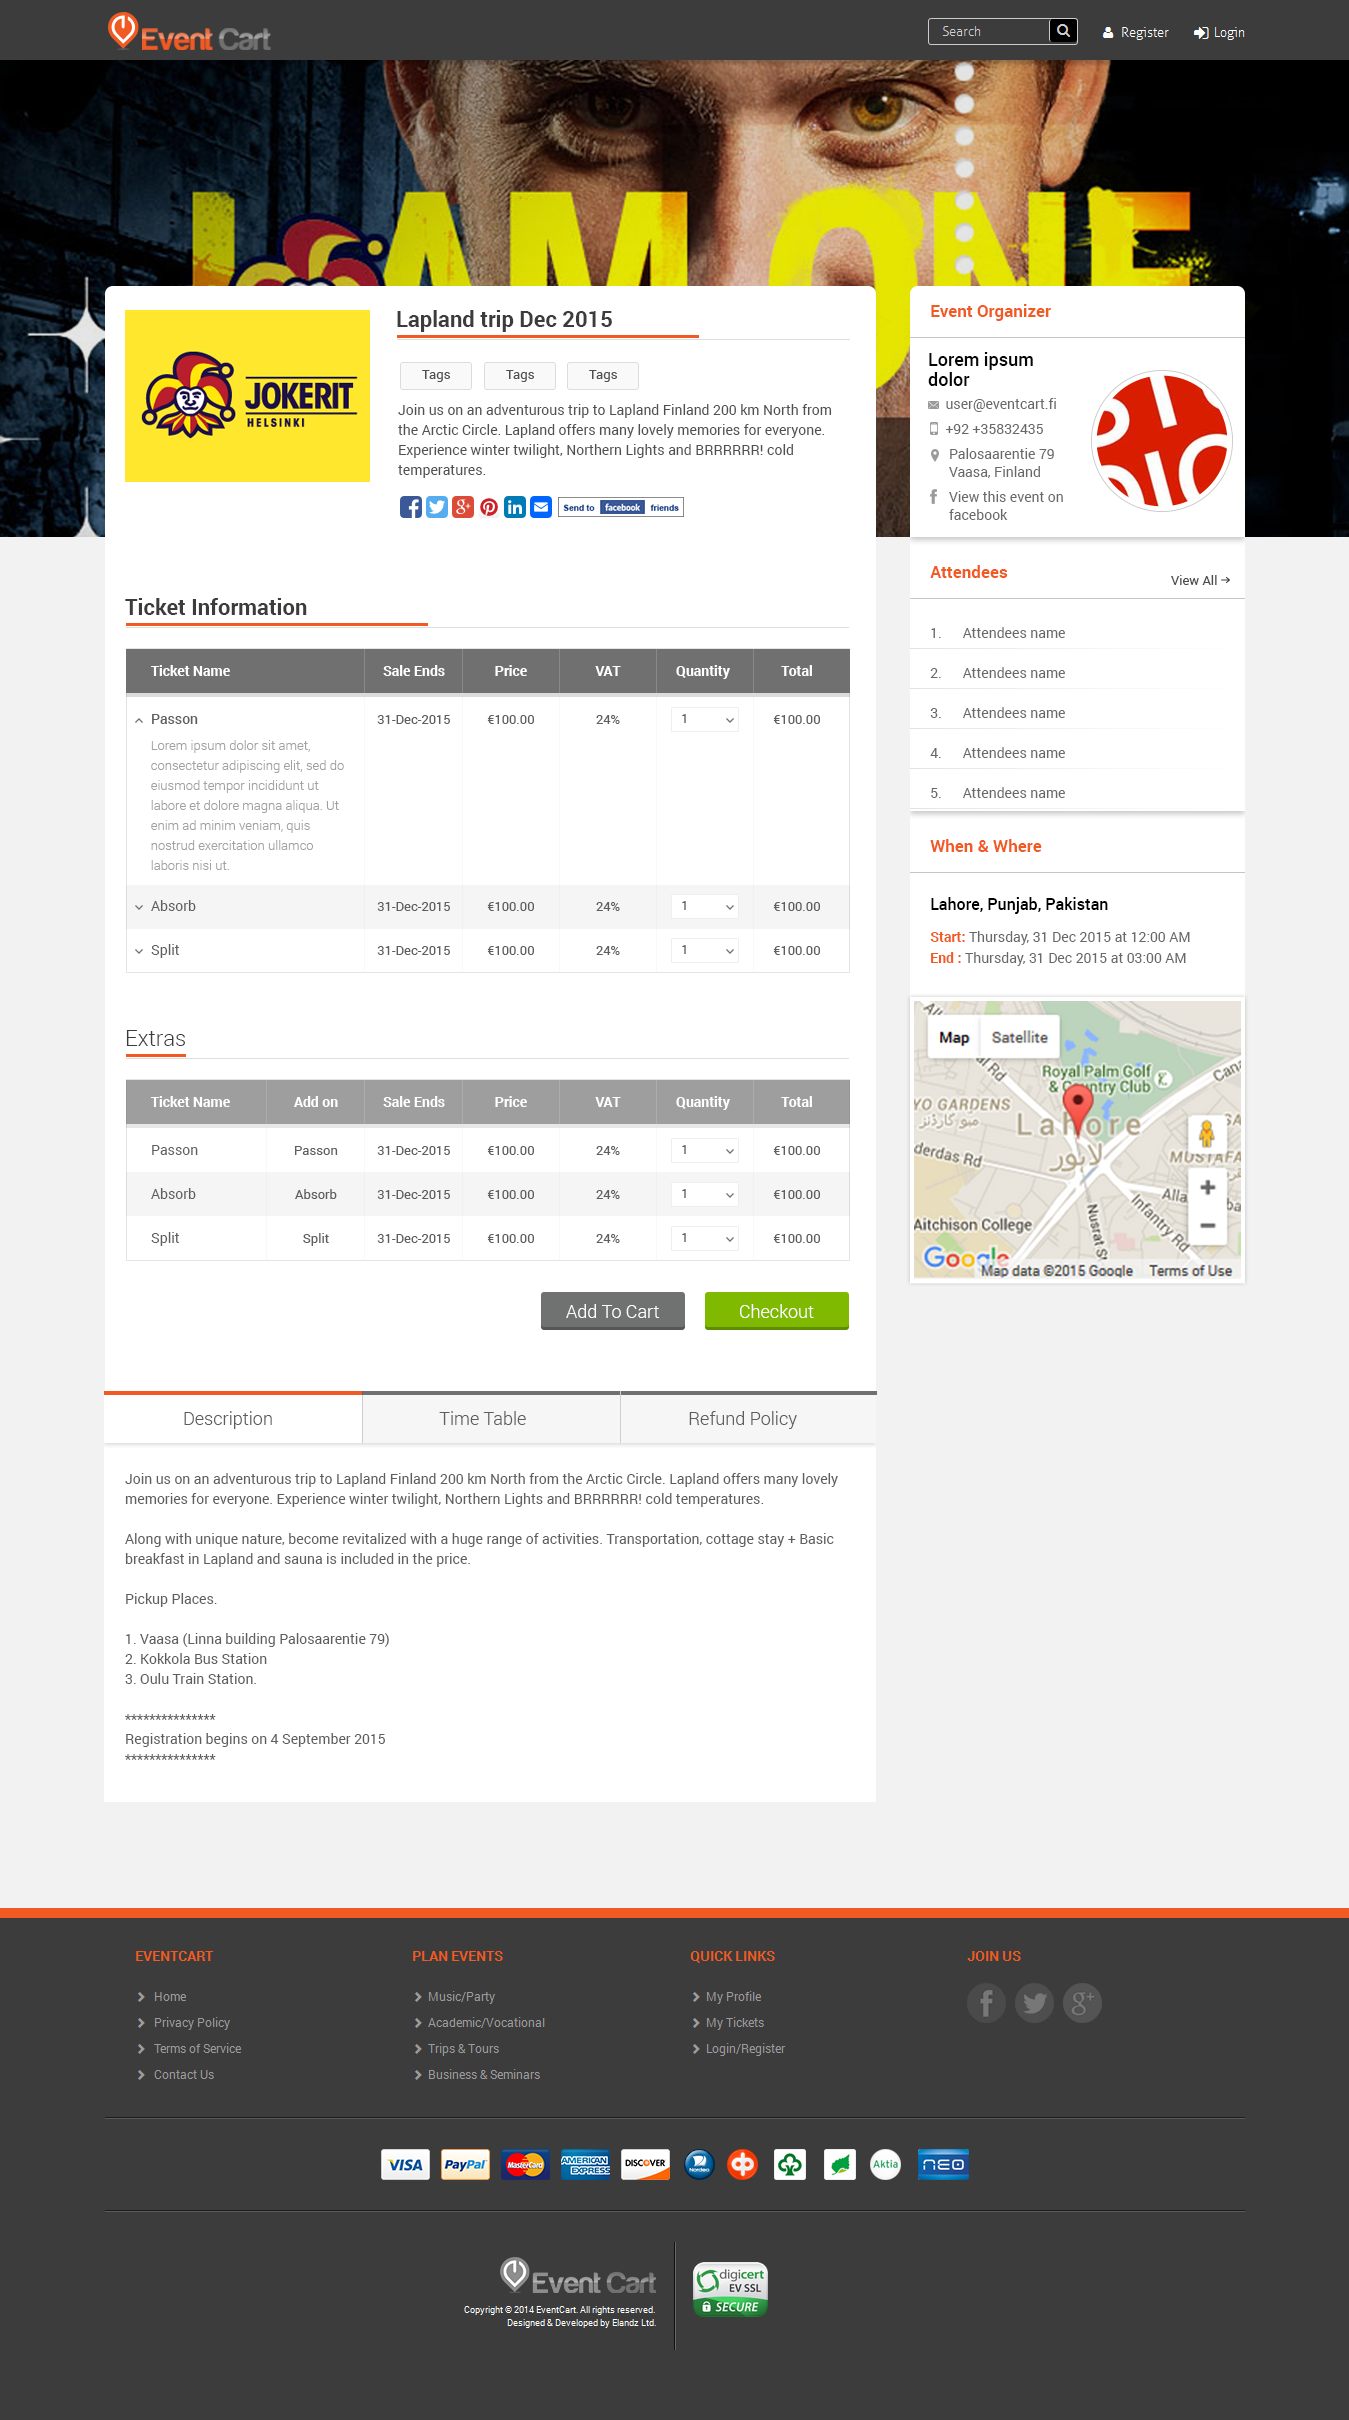 Event Cart
Search
Register
Login
I AM ONE
JOKERIT
HELSINKI
Lapland trip Dec 2015
Tags Tags Tags
Join us on an adventurous trip to Lapland Finland 200 km North from
the Arctic Circle. Lapland offers many lovely memories for everyone.
Experience winter twilight, Northern Lights and BRRRRRR! cold
temperatures.
Send to facebook friends
Event Organizer
Lorem ipsum
dolor
user@eventcart.fi
+92 +35832435
Palosaarentie 79
Vaasa, Finland
View this event on
facebook
Attendees
View All
1. Attendees name
2. Attendees name
3. Attendees name
4. Attendees name
5. Attendees name
When & Where
Lahore, Punjab, Pakistan
Start: Thursday, 31 Dec 2015 at 12:00 AM
End : Thursday, 31 Dec 2015 at 03:00 AM
Map Satellite
al Rd
Royal Palm Golf
& Country Club
Cana
YO GARDENS
Lahore
لاہور
derdas Rd
MUSTAFA
Alla
ba
Infantry Rd
Nusrat S
Aitchison College
Google
Map data ©2015 Google Terms of Use
Ticket Information
Ticket Name Sale Ends Price VAT Quantity Total
Passon 31-Dec-2015 €100.00 24% 1 €100.00
Lorem ipsum dolor sit amet,
consectetur adipiscing elit, sed do
eiusmod tempor incididunt ut
labore et dolore magna aliqua. Ut
enim ad minim veniam, quis
nostrud exercitation ullamco
laboris nisi ut.
Absorb 31-Dec-2015 €100.00 24% 1 €100.00
Split 31-Dec-2015 €100.00 24% 1 €100.00
Extras
Ticket Name Add on Sale Ends Price VAT Quantity Total
Passon Passon 31-Dec-2015 €100.00 24% 1 €100.00
Absorb Absorb 31-Dec-2015 €100.00 24% 1 €100.00
Split Split 31-Dec-2015 €100.00 24% 1 €100.00
Add To Cart Checkout
Description Time Table Refund Policy
Join us on an adventurous trip to Lapland Finland 200 km North from the Arctic Circle. Lapland offers many lovely
memories for everyone. Experience winter twilight, Northern Lights and BRRRRRR! cold temperatures.
Along with unique nature, become revitalized with a huge range of activities. Transportation, cottage stay + Basic
breakfast in Lapland and sauna is included in the price.
Pickup Places.
1. Vaasa (Linna building Palosaarentie 79)
2. Kokkola Bus Station
3. Oulu Train Station.
***************
Registration begins on 4 September 2015
***************
EVENTCART
Home
Privacy Policy
Terms of Service
Contact Us
PLAN EVENTS
Music/Party
Academic/Vocational
Trips & Tours
Business & Seminars
QUICK LINKS
My Profile
My Tickets
Login/Register
JOIN US
VISA PayPal MasterCard AMERICAN EXPRESS DISCOVER Nordea Aktia neo
Event Cart
Copyright © 2014 EventCart. All rights reserved.
Designed & Developed by Elandz Ltd.
digicert
EV SSL
SECURE